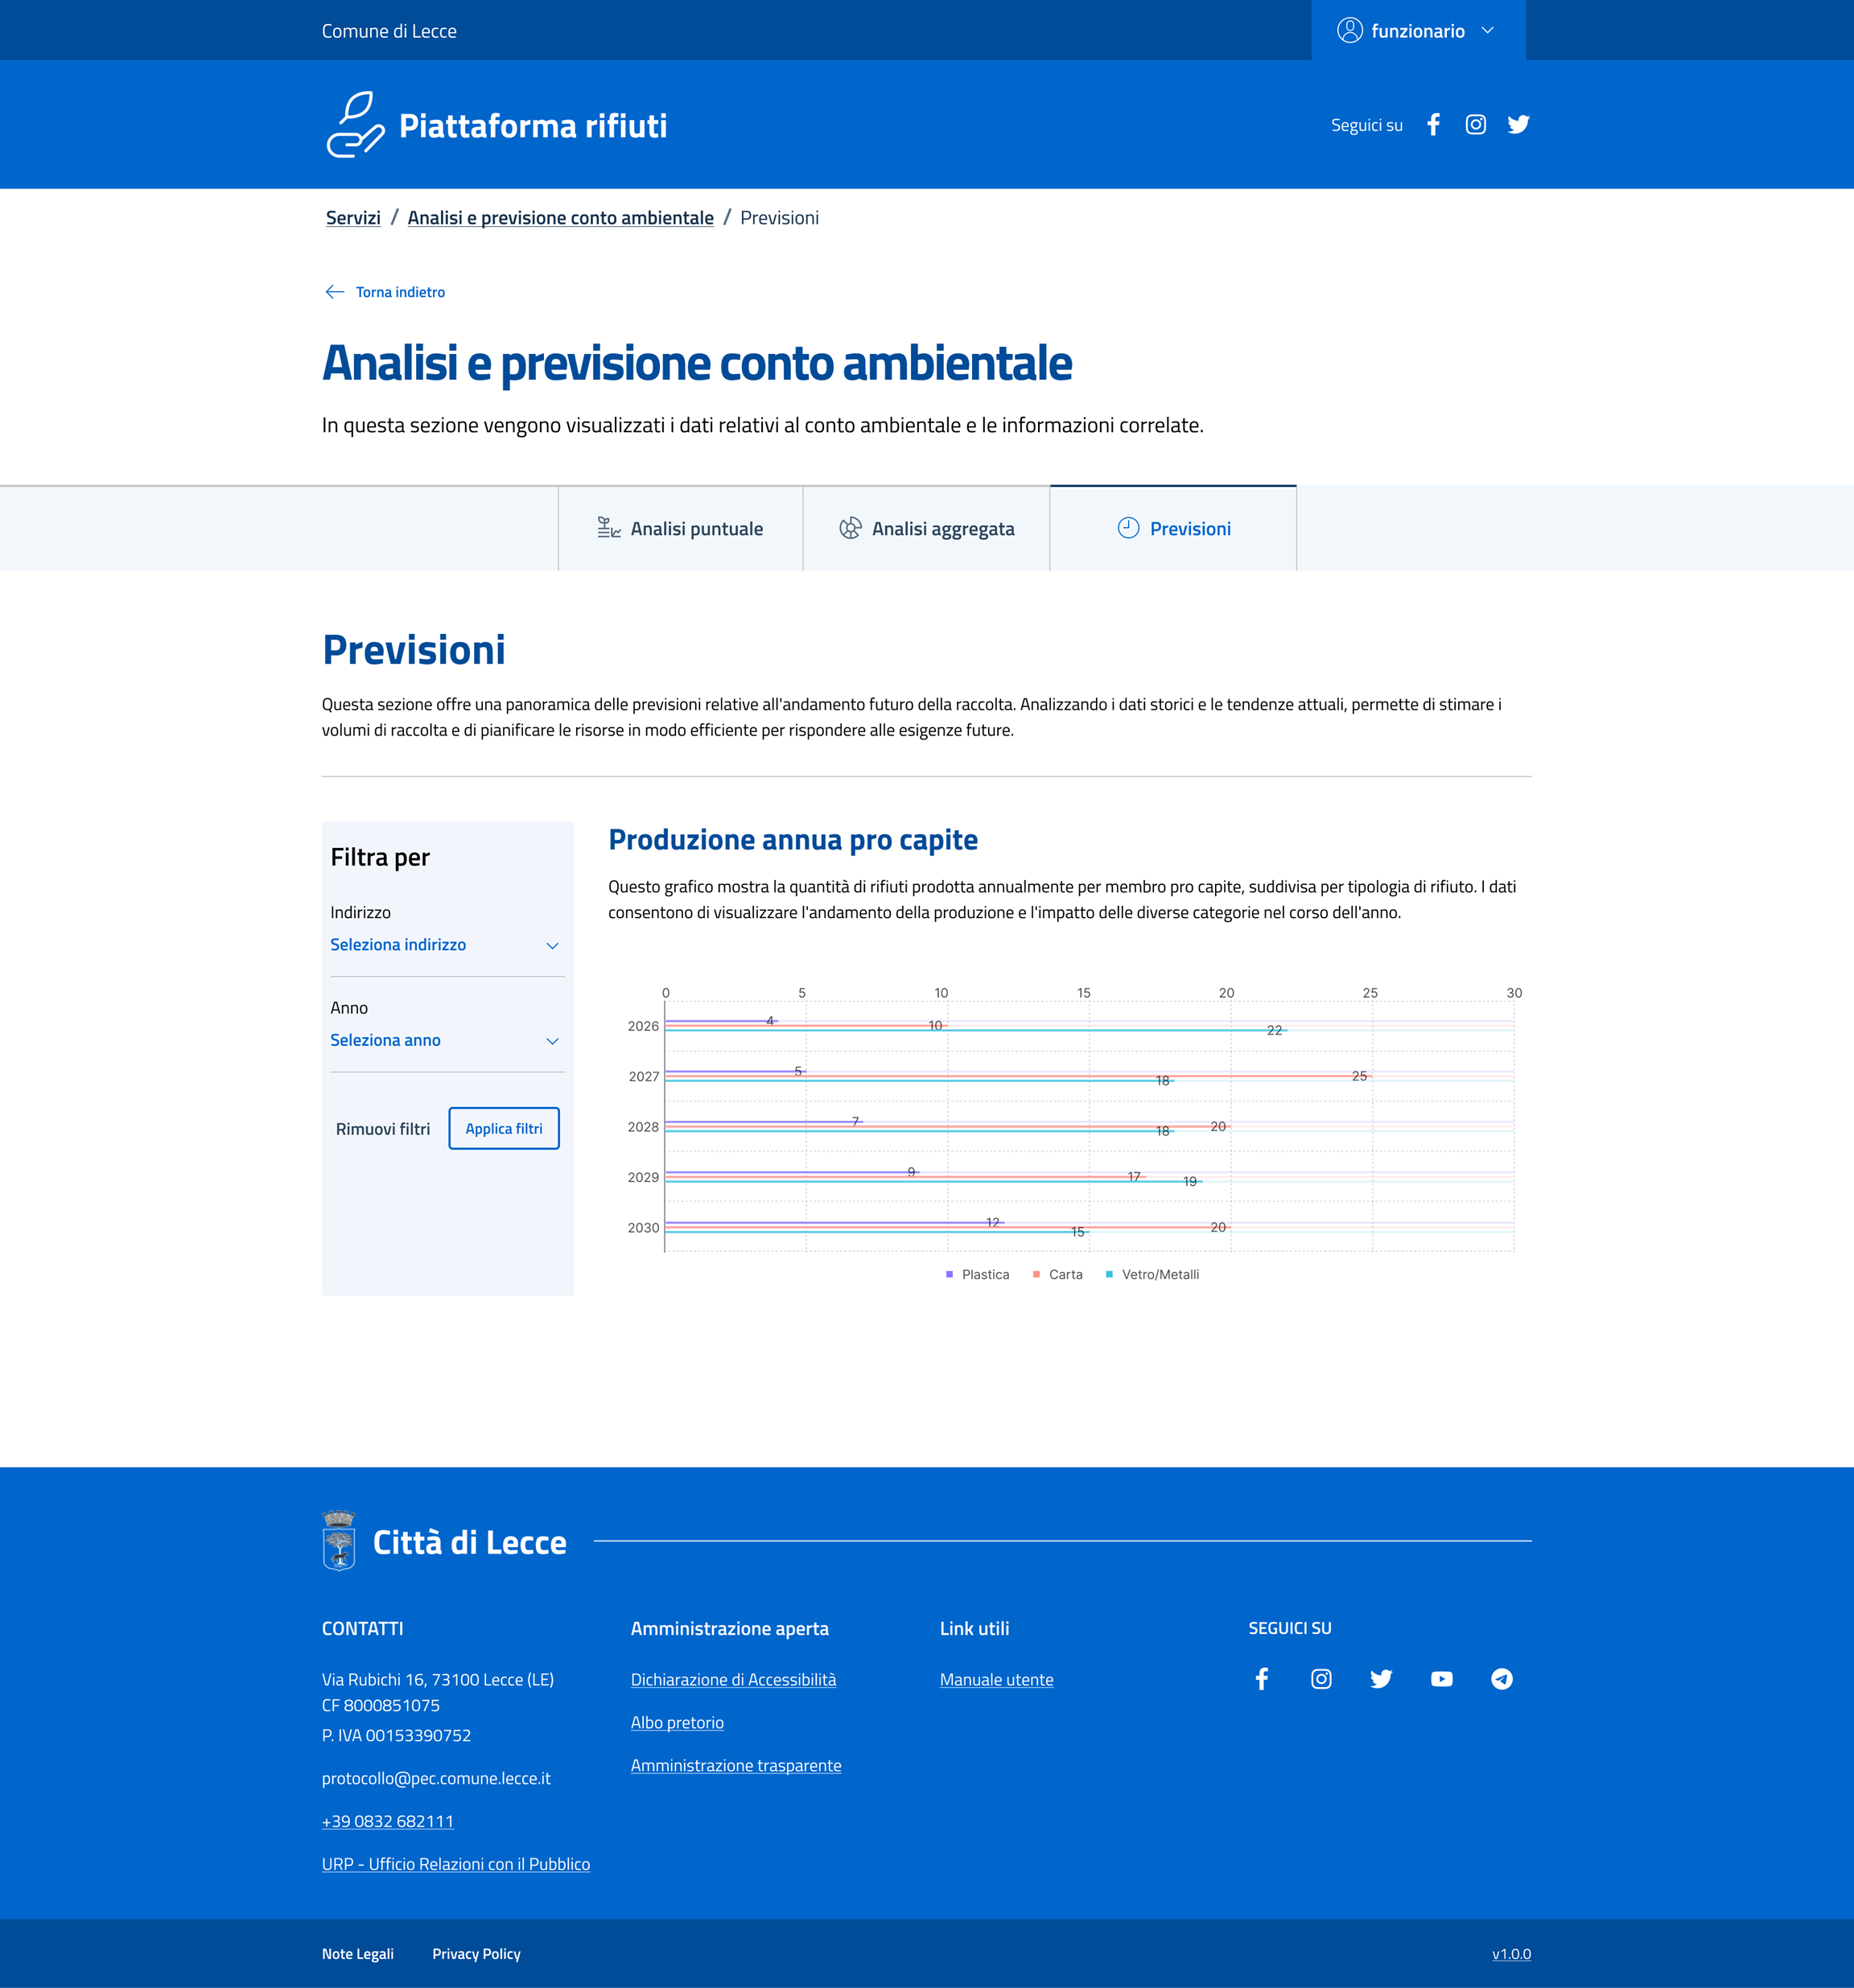 Comune di Lecce
funzionario
Piattaforma rifiuti
Seguici su
Servizi / Analisi e previsione conto ambientale / Previsioni
Torna indietro
Analisi e previsione conto ambientale
In questa sezione vengono visualizzati i dati relativi al conto ambientale e le informazioni correlate.
Analisi puntuale
Analisi aggregata
Previsioni
Previsioni
Questa sezione offre una panoramica delle previsioni relative all'andamento futuro della raccolta. Analizzando i dati storici e le tendenze attuali, permette di stimare i
volumi di raccolta e di pianificare le risorse in modo efficiente per rispondere alle esigenze future.
Filtra per
Indirizzo
Seleziona indirizzo
Anno
Seleziona anno
Rimuovi filtri
Applica filtri
Produzione annua pro capite
Questo grafico mostra la quantità di rifiuti prodotta annualmente per membro pro capite, suddivisa per tipologia di rifiuto. I dati
consentono di visualizzare l'andamento della produzione e l'impatto delle diverse categorie nel corso dell'anno.
0 5 10 15 20 25 30
2026 4 10 22
2027 5 25 18
2028 7 20 18
2029 9 17 19
2030 12 20 15
Plastica Carta Vetro/Metalli
Città di Lecce
CONTATTI
Via Rubichi 16, 73100 Lecce (LE)
CF 8000851075
P. IVA 00153390752
protocollo@pec.comune.lecce.it
+39 0832 682111
URP - Ufficio Relazioni con il Pubblico
Amministrazione aperta
Dichiarazione di Accessibilità
Albo pretorio
Amministrazione trasparente
Link utili
Manuale utente
SEGUICI SU
Note Legali
Privacy Policy
v1.0.0